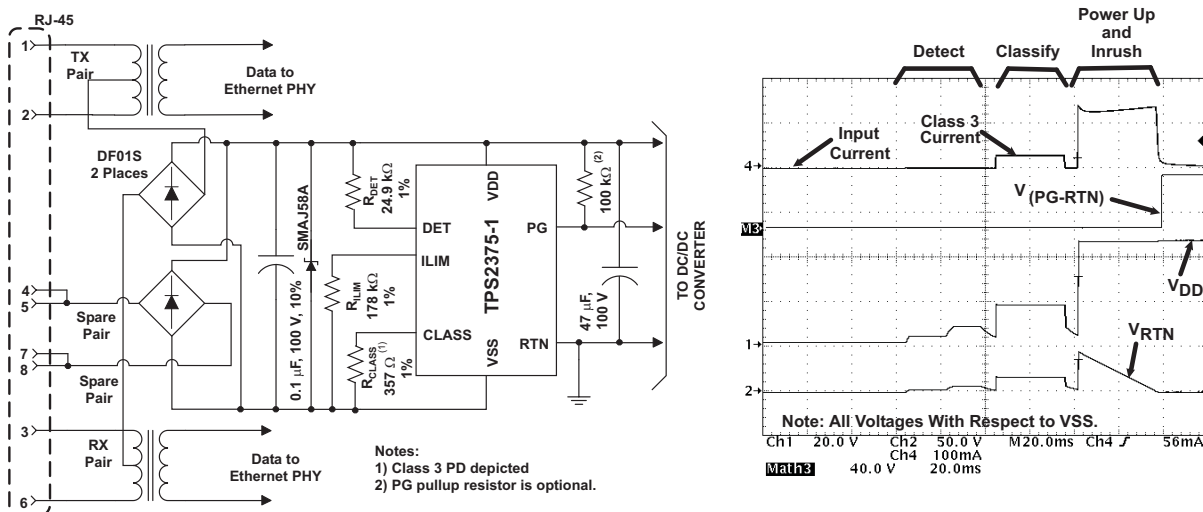 RJ-45
1
TX
Pair
2
Data to
Ethernet PHY
DF01S
2 Places
4
5
Spare
Pair
7
8
Spare
Pair
3
RX
Pair
6
Data to
Ethernet PHY
0.1 μF, 100 V, 10%
SMAJ58A
RDET
24.9 kΩ
1%
RILIM
178 kΩ
1%
RCLASS(1)
357 Ω
1%
DET
ILIM
CLASS
VDD
TPS2375-1
VSS
PG
RTN
100 kΩ(2)
47 μF,
100 V
TO DC/DC
CONVERTER
Notes:
1) Class 3 PD depicted
2) PG pullup resistor is optional.
Power Up
and
Inrush
Detect
Classify
Input
Current
Class 3
Current
4
V(PG-RTN)
M3
VDD
1
VRTN
2
Note: All Voltages With Respect to VSS.
Ch1 20.0 V Ch2 50.0 V M20.0ms Ch4 56mA
Ch4 100mA
Math3 40.0 V 20.0ms